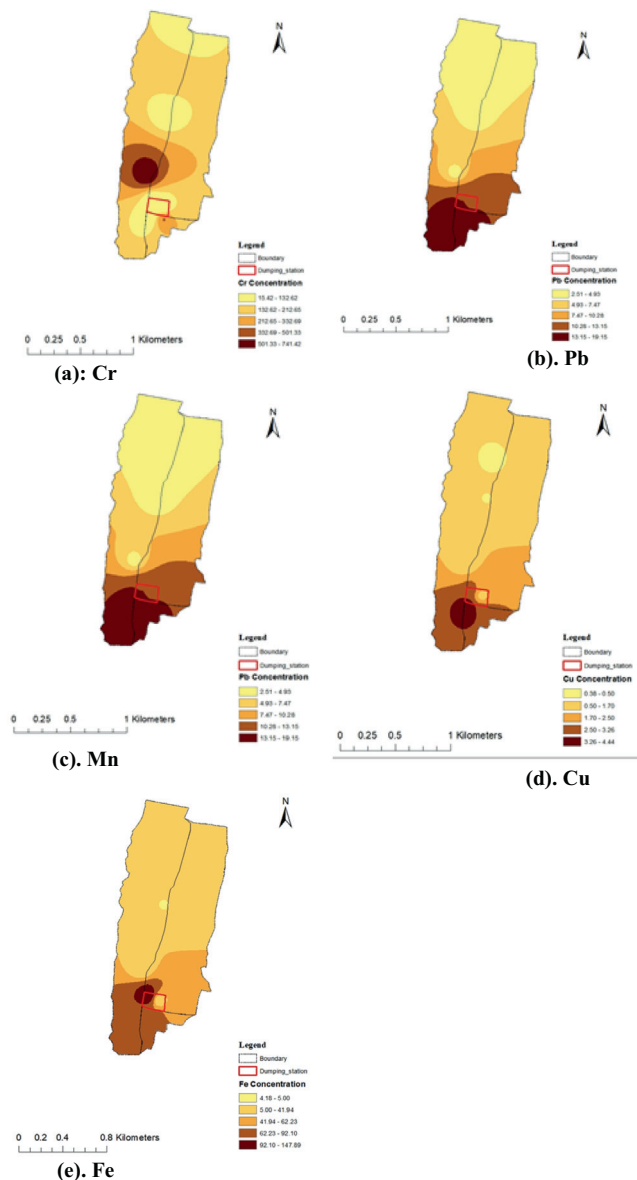 N
Legend
Boundary
Dumping_station
Cr Concentration
15.42 - 132.62
132.62 - 212.65
212.65 - 332.69
332.69 - 501.33
501.33 - 741.42
0 0.25 0.5 1 Kilometers
(a): Cr
N
Legend
Boundary
Dumping_station
Pb Concentration
2.51 - 4.93
4.93 - 7.47
7.47 - 10.28
10.28 - 13.15
13.15 - 19.15
0 0.25 0.5 1 Kilometers
(b). Pb
N
Legend
Boundary
Dumping_station
Pb Concentration
2.51 - 4.93
4.93 - 7.47
7.47 - 10.28
10.28 - 13.15
13.15 - 19.15
0 0.25 0.5 1 Kilometers
(c). Mn
N
Legend
Boundary
Dumping_station
Cu Concentration
0.38 - 0.50
0.50 - 1.70
1.70 - 2.50
2.50 - 3.26
3.26 - 4.44
0 0.25 0.5 1 Kilometers
(d). Cu
N
Legend
Boundary
Dumping_station
Fe Concentration
4.18 - 5.00
5.00 - 41.94
41.94 - 62.23
62.23 - 92.10
92.10 - 147.89
0 0.2 0.4 0.8 Kilometers
(e). Fe